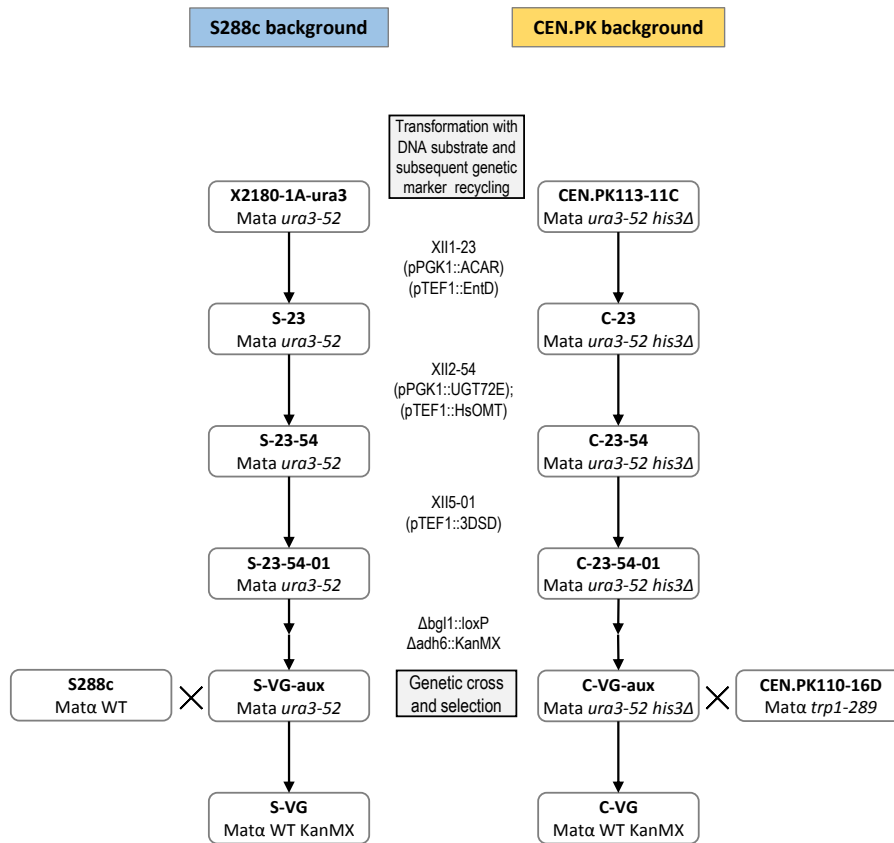 S288c background
CEN.PK background
Transformation with
DNA substrate and
subsequent genetic
marker recycling
X2180-1A-ura3
Mata ura3-52
CEN.PK113-11C
Mata ura3-52 his3Δ
XII1-23
(pPGK1::ACAR)
(pTEF1::EntD)
S-23
Mata ura3-52
C-23
Mata ura3-52 his3Δ
XII2-54
(pPGK1::UGT72E);
(pTEF1::HsOMT)
S-23-54
Mata ura3-52
C-23-54
Mata ura3-52 his3Δ
XII5-01
(pTEF1::3DSD)
S-23-54-01
Mata ura3-52
C-23-54-01
Mata ura3-52 his3Δ
Δbgl1::loxP
Δadh6::KanMX
S288c
Matα WT
S-VG-aux
Mata ura3-52
Genetic cross
and selection
C-VG-aux
Mata ura3-52 his3Δ
CEN.PK110-16D
Matα trp1-289
S-VG
Matα WT KanMX
C-VG
Matα WT KanMX